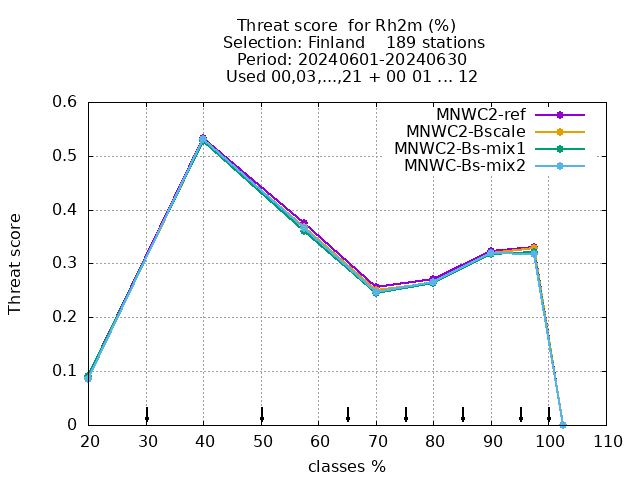 Threat score  for Rh2m (%)
Selection: Finland    189 stations
Period: 20240601-20240630
Used 00,03,...,21 + 00 01 ... 12
MNWC2-ref
MNWC2-Bscale
MNWC2-Bs-mix1
MNWC-Bs-mix2
Threat score
0.6
0.5
0.4
0.3
0.2
0.1
0
20 30 40 50 60 70 80 90 100 110
classes %